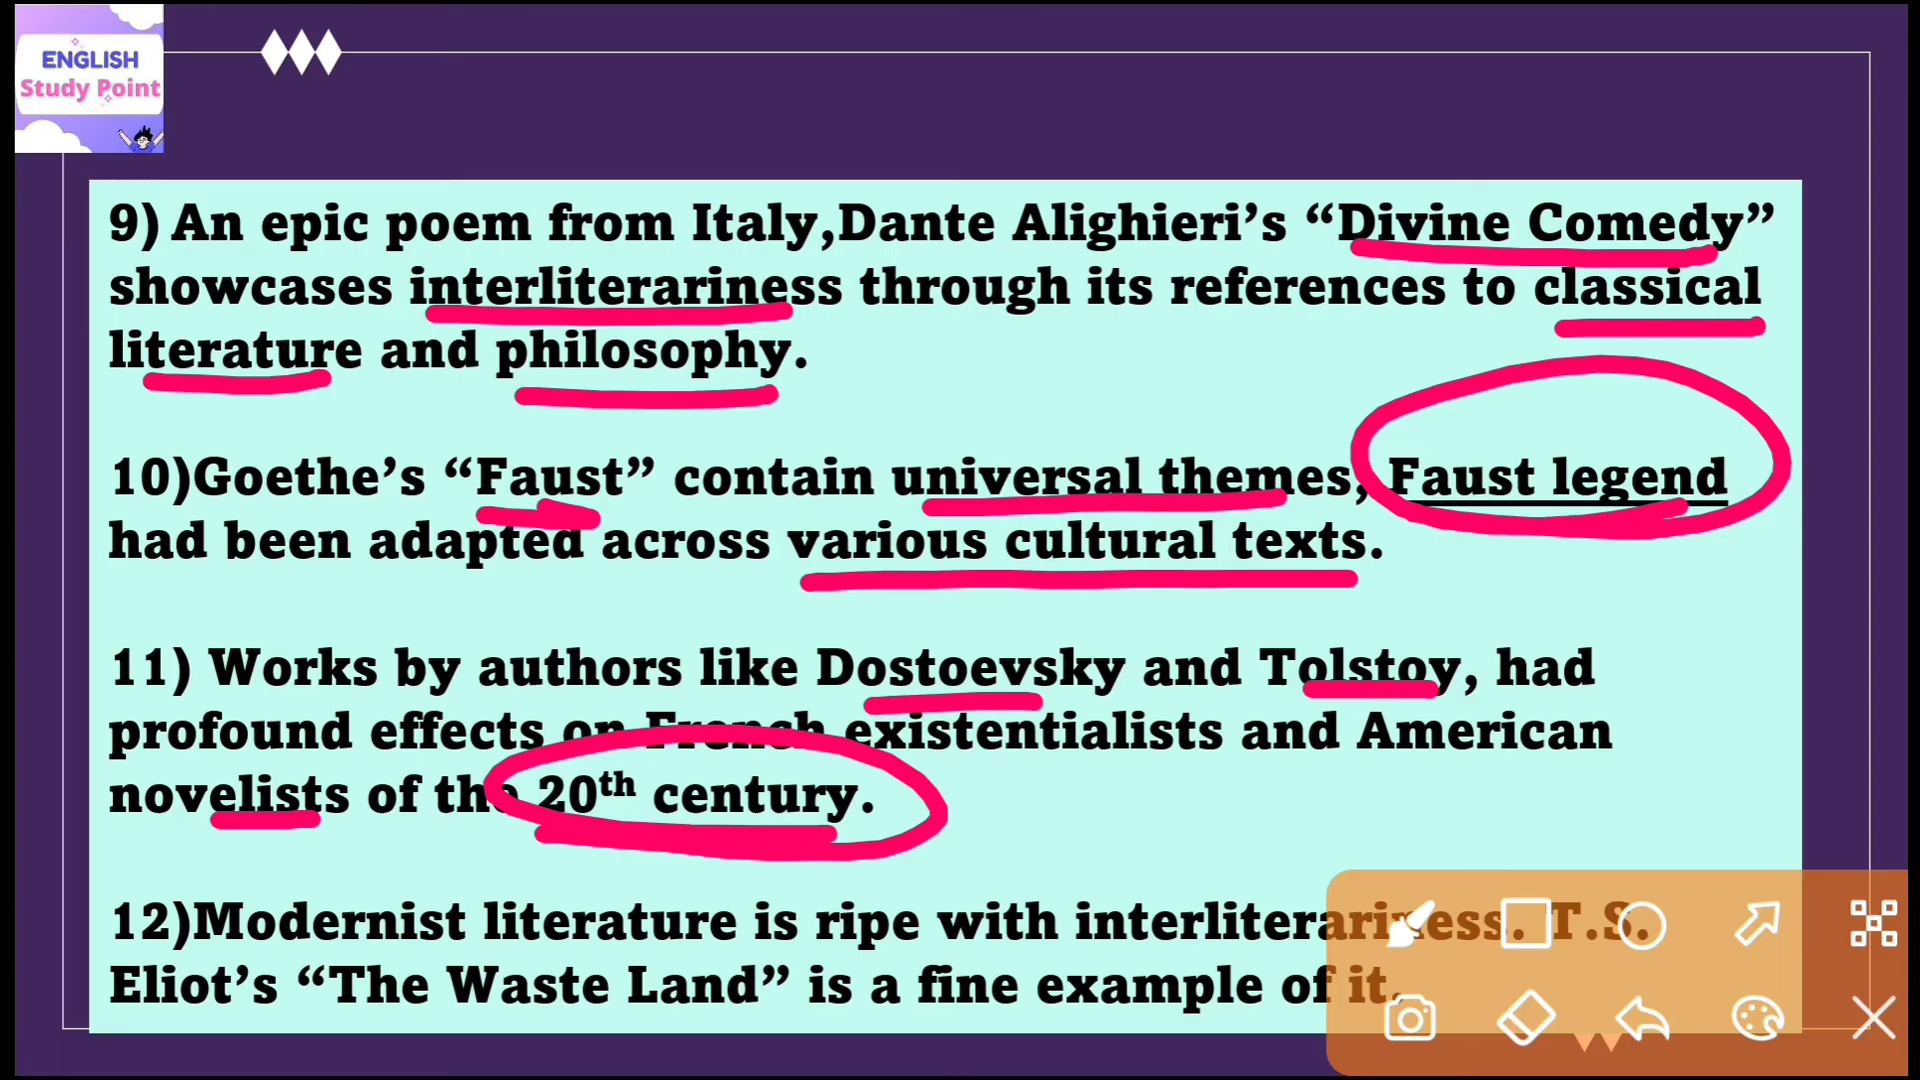 ENGLISH
Study Point
9) An epic poem from Italy,Dante Alighieri’s “Divine Comedy”
showcases interliterariness through its references to classical
literature and philosophy.
10)Goethe’s “Faust” contain universal themes, Faust legend
had been adapted across various cultural texts.
11) Works by authors like Dostoevsky and Tolstoy, had
profound effects on French existentialists and American
novelists of the 20th century.
12)Modernist literature is ripe with interliterariness. T.S.
Eliot’s “The Waste Land” is a fine example of it.